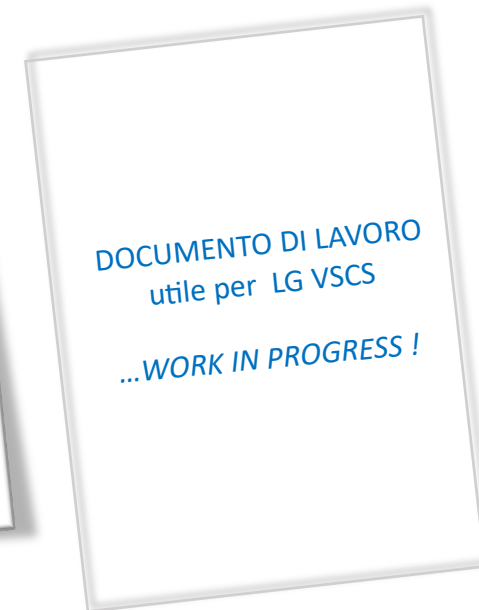 DOCUMENTO DI LAVORO
utile per LG VSCS
...WORK IN PROGRESS !